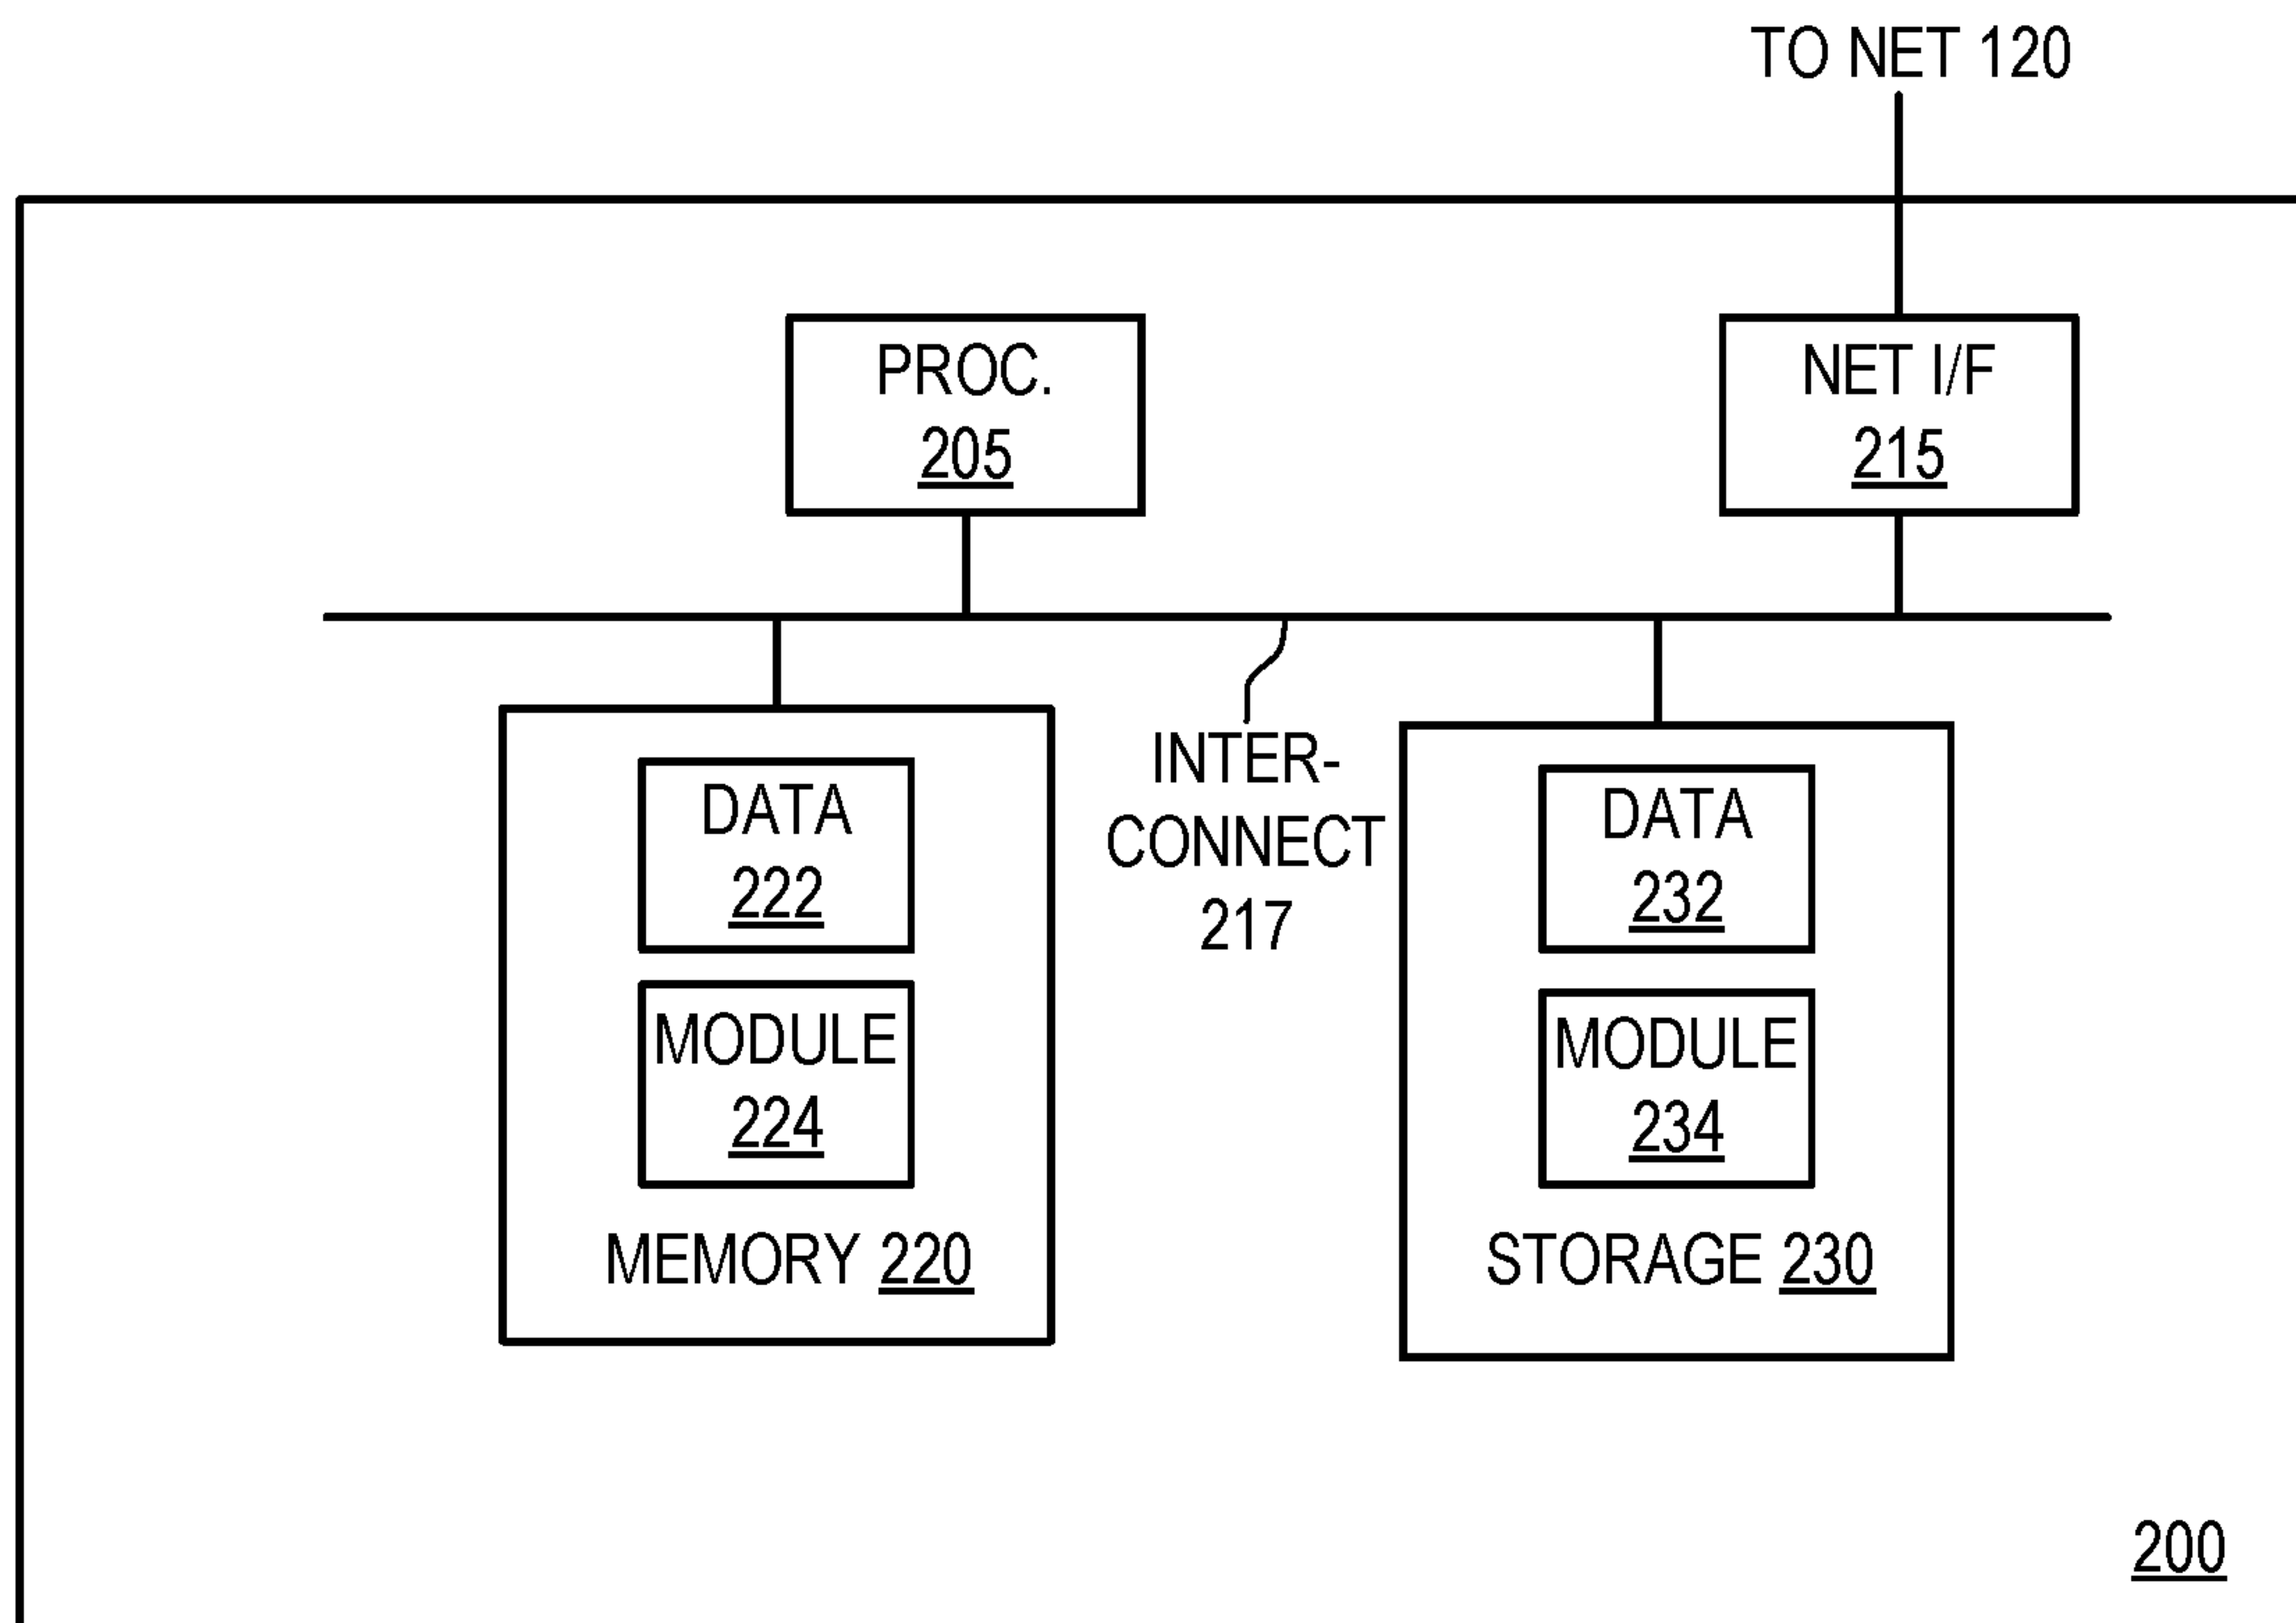 TO NET 120
PROC.
205
NET I/F
215
INTER-
CONNECT
217
DATA
222
MODULE
224
MEMORY 220
DATA
232
MODULE
234
STORAGE 230
200